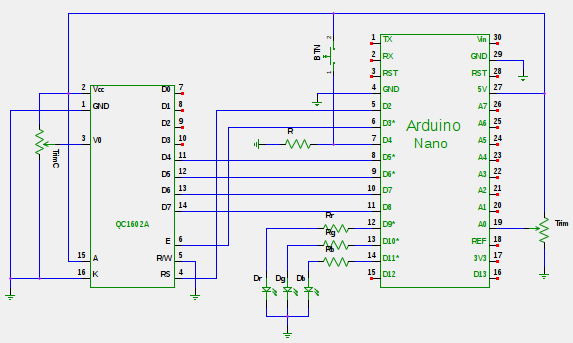 BTN
2
1
TrimC
2 Vcc
1 GND
3 V0
15 A
16 K
QC1602A
D0 7
D1 8
D2 9
D3 10
D4 11
D5 12
D6 13
D7 14
E 6
R/W 5
RS 4
R
Rr
Rg
Rb
Dr
Dg
Db
1 TX
2 RX
3 RST
4 GND
5 D2
6 D3*
7 D4
8 D5*
9 D6*
10 D7
11 D8
12 D9*
13 D10*
14 D11*
15 D12
Arduino
Nano
Vin 30
GND 29
RST 28
5V 27
A7 26
A6 25
A5 24
A4 23
A3 22
A2 21
A1 20
A0 19
REF 18
3V3 17
D13 16
Trim